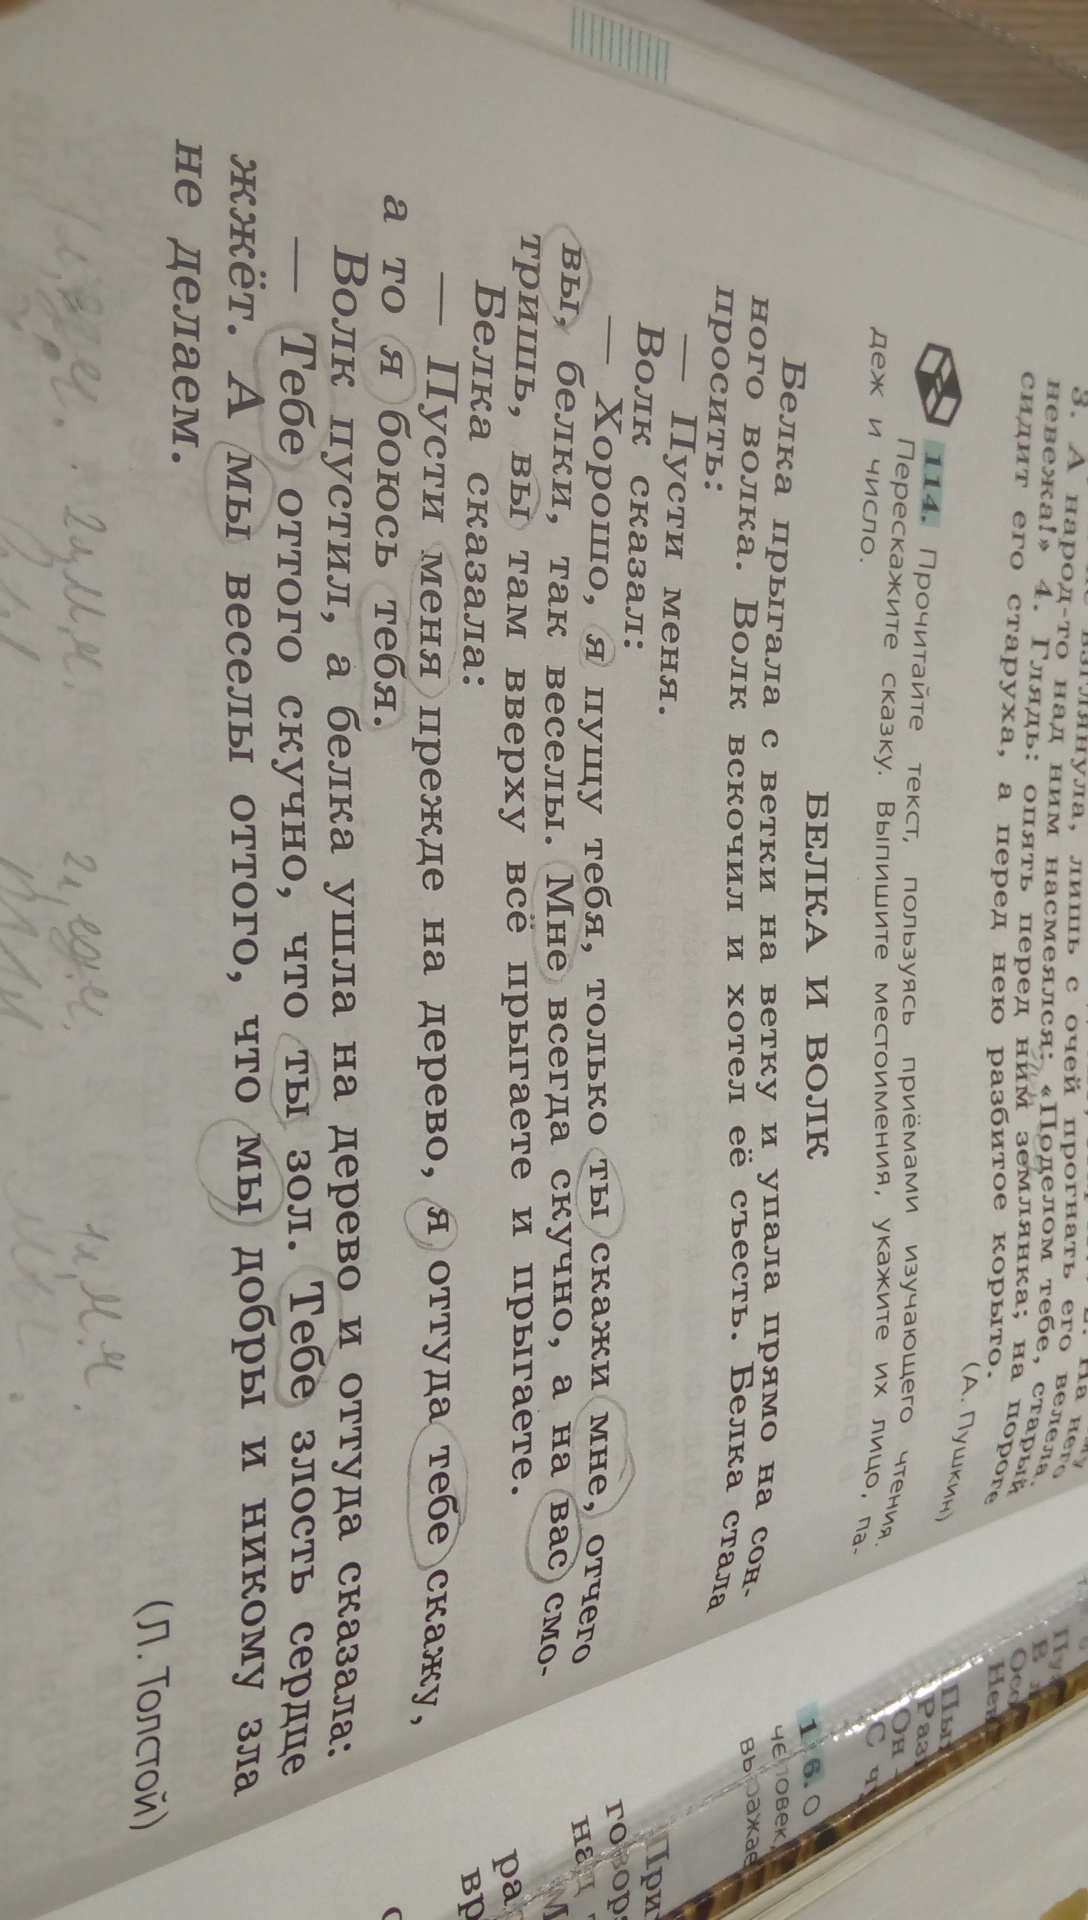 лишь с очей прогнать его велела.
3. А народ-то над ним насмеялся: «Поделом тебе, старый
невежа!» 4. Глядь: опять перед ним землянка; на пороге
сидит его старуха, а перед нею разбитое корыто.
(А. Пушкин)
114. Прочитайте текст, пользуясь приёмами изучающего чтения.
Перескажите сказку. Выпишите местоимения, укажите их лицо, па-
деж и число.
БЕЛКА И ВОЛК
Белка прыгала с ветки на ветку и упала прямо на сон-
ного волка. Волк вскочил и хотел её съесть. Белка стала
просить:
— Пусти меня.
Волк сказал:
— Хорошо, я пущу тебя, только ты скажи мне, отчего
вы, белки, так веселы. Мне всегда скучно, а на вас смо-
тришь, вы там вверху всё прыгаете и прыгаете.
Белка сказала:
— Пусти меня прежде на дерево, я оттуда тебе скажу,
а то я боюсь тебя.
Волк пустил, а белка ушла на дерево и оттуда сказала:
— Тебе оттого скучно, что ты зол. Тебе злость сердце
жжёт. А мы веселы оттого, что мы добры и никому зла
не делаем.
(Л. Толстой)